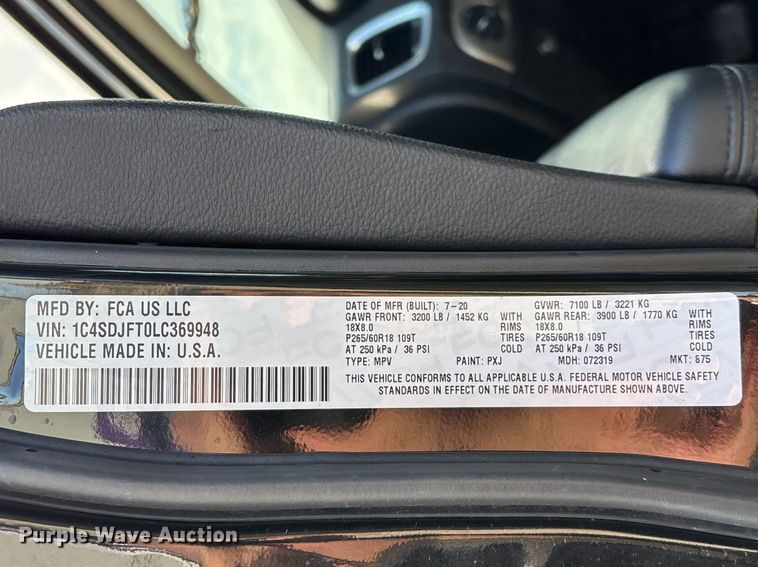 MFD BY: FCA US LLC
VIN: 1C4SDJFT0LC369948
VEHICLE MADE IN: U.S.A.
DATE OF MFR (BUILT): 7-20 GVWR: 7100 LB / 3221 KG
GAWR FRONT: 3200 LB / 1452 KG WITH GAWR REAR: 3900 LB / 1770 KG WITH
18X8.0 RIMS 18X8.0 RIMS
P265/60R18 109T TIRES P265/60R18 109T TIRES
AT 250 kPa / 36 PSI COLD AT 250 kPa / 36 PSI COLD
TYPE: MPV PAINT: PXJ MDH: 072319 MKT: 875
THIS VEHICLE CONFORMS TO ALL APPLICABLE U.S.A. FEDERAL MOTOR VEHICLE SAFETY
STANDARDS IN EFFECT ON THE DATE OF MANUFACTURE SHOWN ABOVE.
Purple Wave Auction